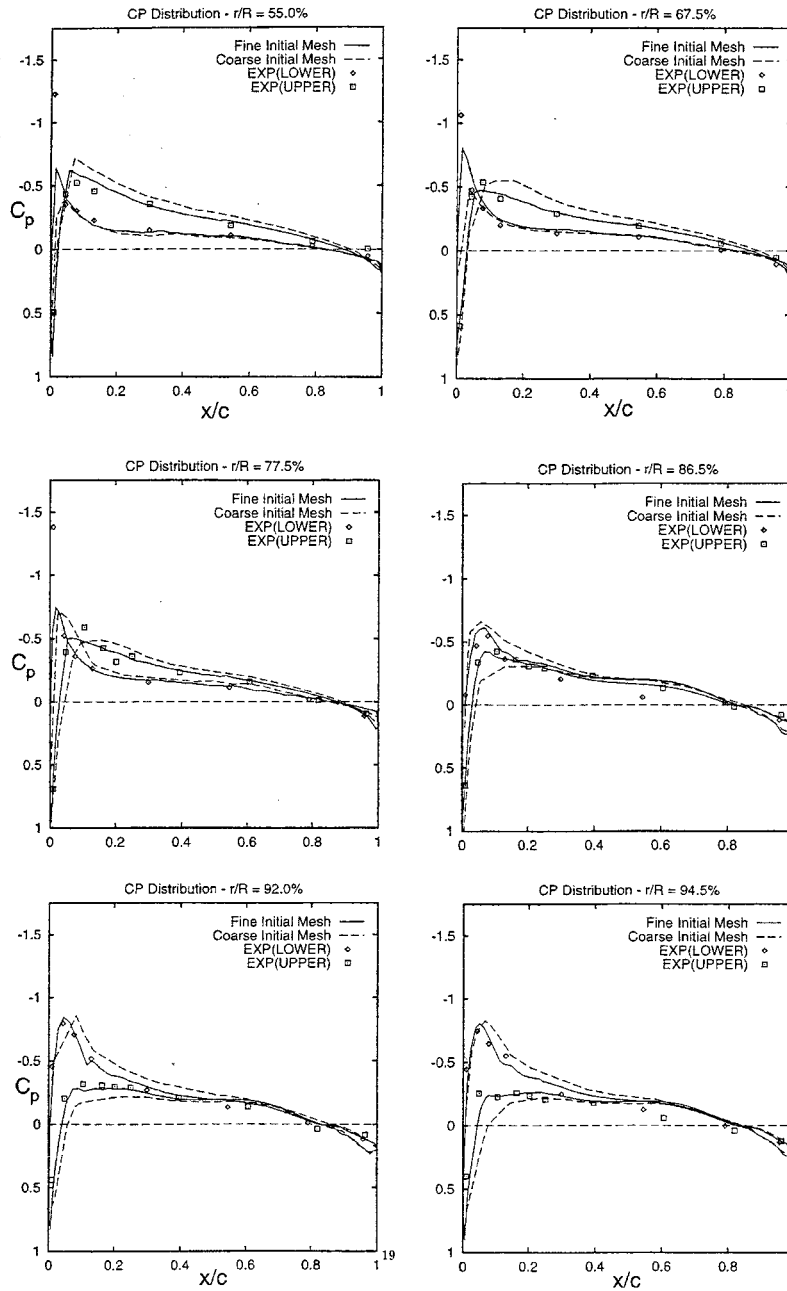 CP Distribution - r/R = 55.0%
Fine Initial Mesh
Coarse Initial Mesh
EXP(LOWER)
EXP(UPPER)
-1.5
-1
-0.5
Cp
0
0.5
1
0 0.2 0.4 0.6 0.8 1
X/C
CP Distribution - r/R = 67.5%
Fine Initial Mesh
Coarse Initial Mesh
EXP(LOWER)
EXP(UPPER)
-1.5
-1
-0.5
0
0.5
1
0 0.2 0.4 0.6 0.8
X/C
CP Distribution - r/R = 77.5%
Fine Initial Mesh
Coarse Initial Mesh
EXP(LOWER)
EXP(UPPER)
-1.5
-1
-0.5
Cp
0
0.5
1
0 0.2 0.4 0.6 0.8 1
CP Distribution - r/R = 86.5%
Fine Initial Mesh
Coarse Initial Mesh
EXP(LOWER)
EXP(UPPER)
-1.5
-1
-0.5
0
0.5
1
0 0.2 0.4 0.6 0.8
CP Distribution - r/R = 92.0%
Fine Initial Mesh
Coarse Initial Mesh
EXP(LOWER)
EXP(UPPER)
-1.5
-1
-0.5
Cp
0
0.5
1
0 0.2 0.4 0.6 0.8 1
X/C
19
CP Distribution - r/R = 94.5%
Fine Initial Mesh
Coarse Initial Mesh
EXP(LOWER)
EXP(UPPER)
-1.5
-1
-0.5
0
0.5
1
0 0.2 0.4 0.6 0.8
X/C